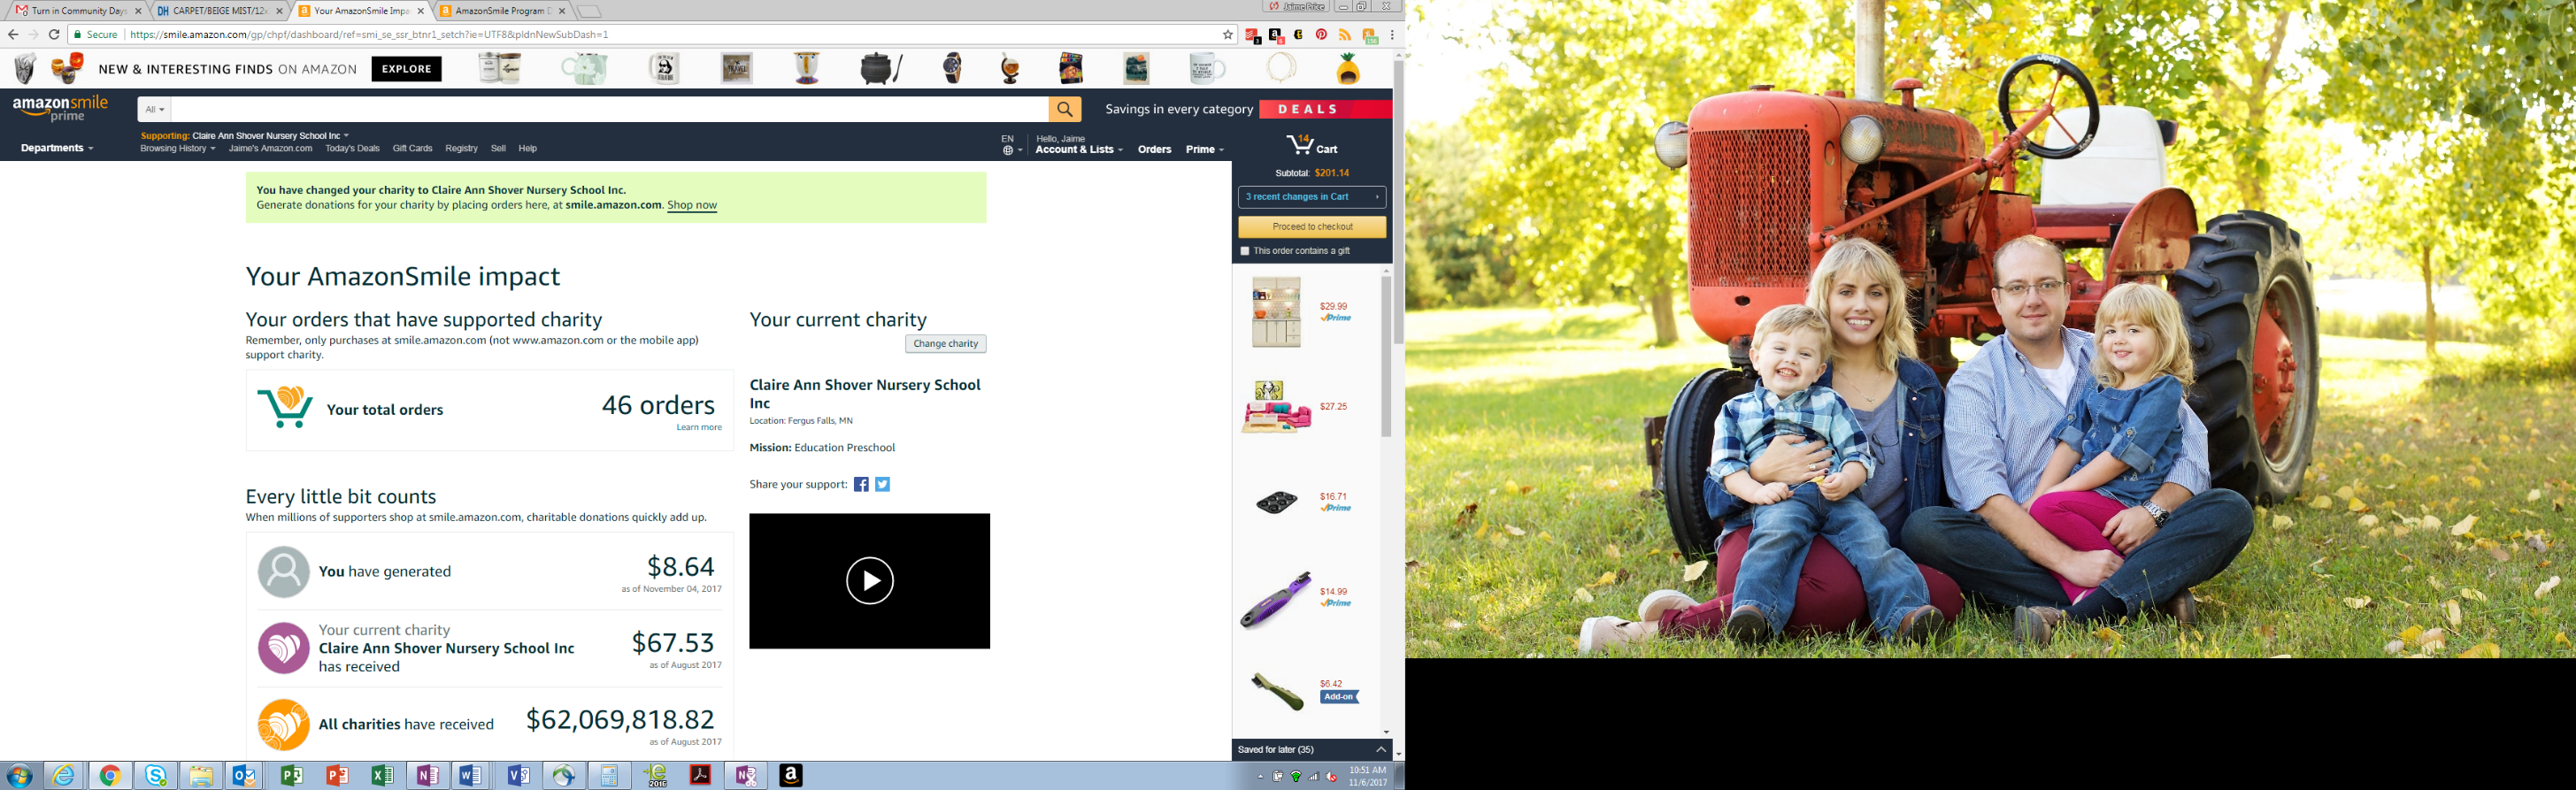 Turn in Community Days
DH CARPET/BEIGE MIST/12x
Your AmazonSmile Impa
AmazonSmile Program D
Jaime Price
Secure
https://smile.amazon.com/gp/chpf/dashboard/ref=smi_se_ssr_btnr1_setch?ie=UTF8&pldnNewSubDash=1
NEW & INTERESTING FINDS ON AMAZON
EXPLORE
amazonsmile
prime
All
Savings in every category
DEALS
Supporting: Claire Ann Shover Nursery School Inc
Departments
Browsing History
Jaime's Amazon.com
Today's Deals
Gift Cards
Registry
Sell
Help
EN
Hello, Jaime
Account & Lists
Orders
Prime
14
Cart
Subtotal: $201.14
3 recent changes in Cart
Proceed to checkout
This order contains a gift
You have changed your charity to Claire Ann Shover Nursery School Inc.
Generate donations for your charity by placing orders here, at smile.amazon.com. Shop now
Your AmazonSmile impact
Your orders that have supported charity
Remember, only purchases at smile.amazon.com (not www.amazon.com or the mobile app)
support charity.
Your total orders
46 orders
Learn more
Every little bit counts
When millions of supporters shop at smile.amazon.com, charitable donations quickly add up.
You have generated
$8.64
as of November 04, 2017
Your current charity
Claire Ann Shover Nursery School Inc
has received
$67.53
as of August 2017
All charities have received
$62,069,818.82
as of August 2017
Your current charity
Change charity
Claire Ann Shover Nursery School
Inc
Location: Fergus Falls, MN
Mission: Education Preschool
Share your support:
$29.99
Prime
$27.25
$16.71
Prime
$14.99
Prime
$6.42
Add-on
Saved for later (35)
2016
10:51 AM
11/6/2017
Jeep